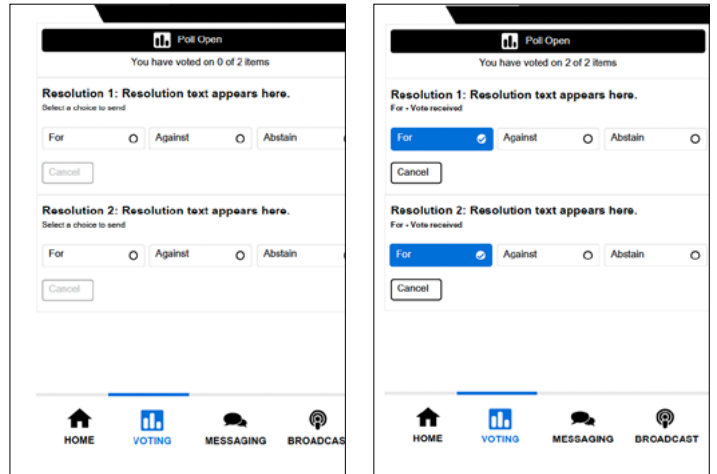 Poll Open
You have voted on 0 of 2 items
Resolution 1: Resolution text appears here.
Select a choice to send
For Against Abstain
Cancel
Resolution 2: Resolution text appears here.
Select a choice to send
For Against Abstain
Cancel
HOME VOTING MESSAGING BROADCAS
Poll Open
You have voted on 2 of 2 items
Resolution 1: Resolution text appears here.
For - Vote received
For Against Abstain
Cancel
Resolution 2: Resolution text appears here.
For - Vote received
For Against Abstain
Cancel
HOME VOTING MESSAGING BROADCAST